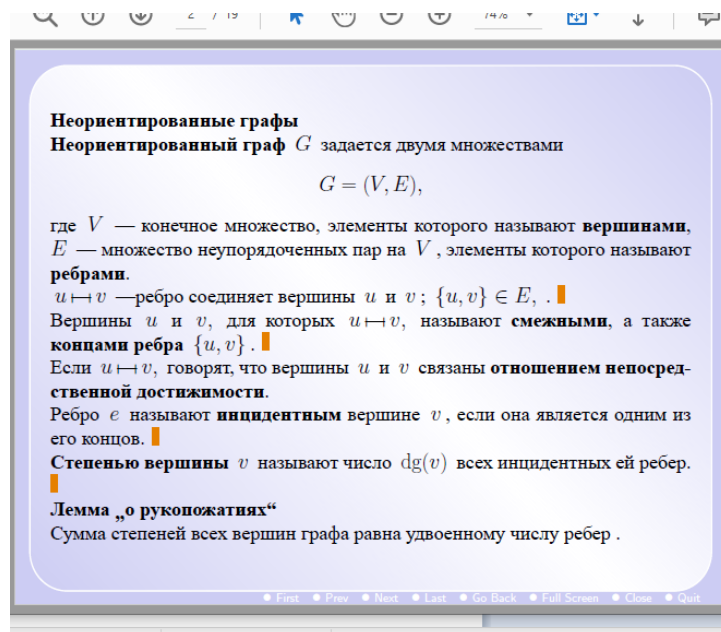 2 / 19 74%
Неориентированные графы
Неориентированный граф G задается двумя множествами
G = (V, E),
где V — конечное множество, элементы которого называют вершинами,
E — множество неупорядоченных пар на V , элементы которого называют
ребрами.
u ⊢⊣ v —ребро соединяет вершины u и v ; {u, v} ∈ E, .
Вершины u и v, для которых u ⊢⊣ v, называют смежными, а также
концами ребра {u, v} .
Если u ⊢⊣ v, говорят, что вершины u и v связаны отношением непосред-
ственной достижимости.
Ребро e называют инцидентным вершине v , если она является одним из
его концов.
Степенью вершины v называют число dg(v) всех инцидентных ей ребер.
Лемма „о рукопожатиях“
Сумма степеней всех вершин графа равна удвоенному числу ребер .
● First ● Prev ● Next ● Last ● Go Back ● Full Screen ● Close ● Quit